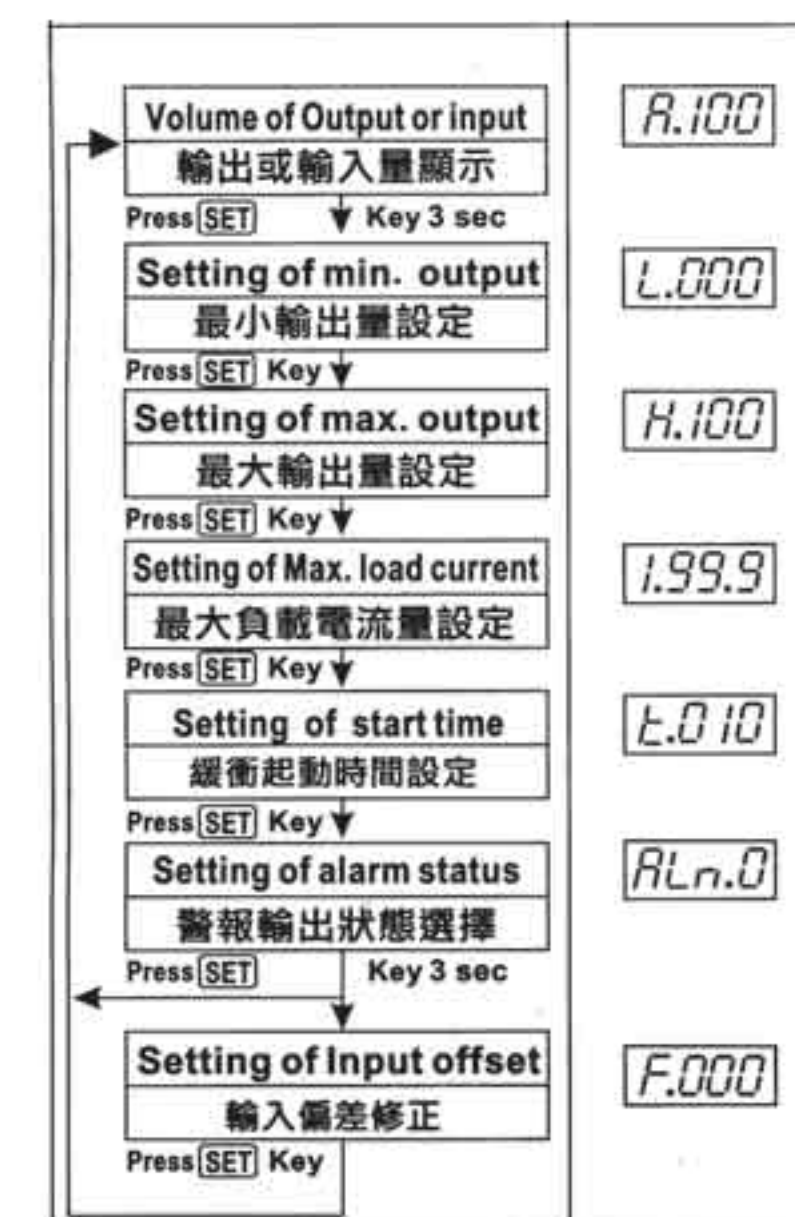 Volume of Output or input
A.100
輸出或輸入量顯示
Press SET Key 3 sec
Setting of min. output
L.000
最小輸出量設定
Press SET Key
Setting of max. output
H.100
最大輸出量設定
Press SET Key
Setting of Max. load current
I.99.9
最大負載電流量設定
Press SET Key
Setting of start time
t.010
緩衝起動時間設定
Press SET Key
Setting of alarm status
ALn.0
警報輸出狀態選擇
Press SET Key 3 sec
Setting of Input offset
F.000
輸入偏差修正
Press SET Key